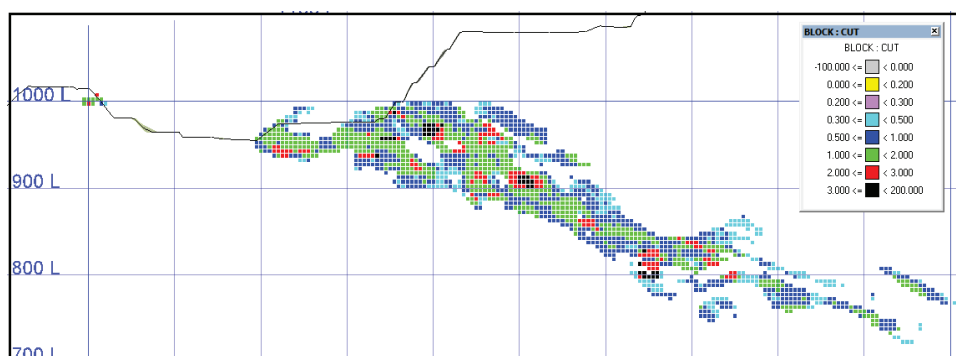 BLOCK : CUT
BLOCK : CUT
-100.000 <= < 0.000
0.000 <= < 0.200
0.200 <= < 0.300
0.300 <= < 0.500
0.500 <= < 1.000
1.000 <= < 2.000
2.000 <= < 3.000
3.000 <= < 200.000
1000 L
900 L
800 L
700 L